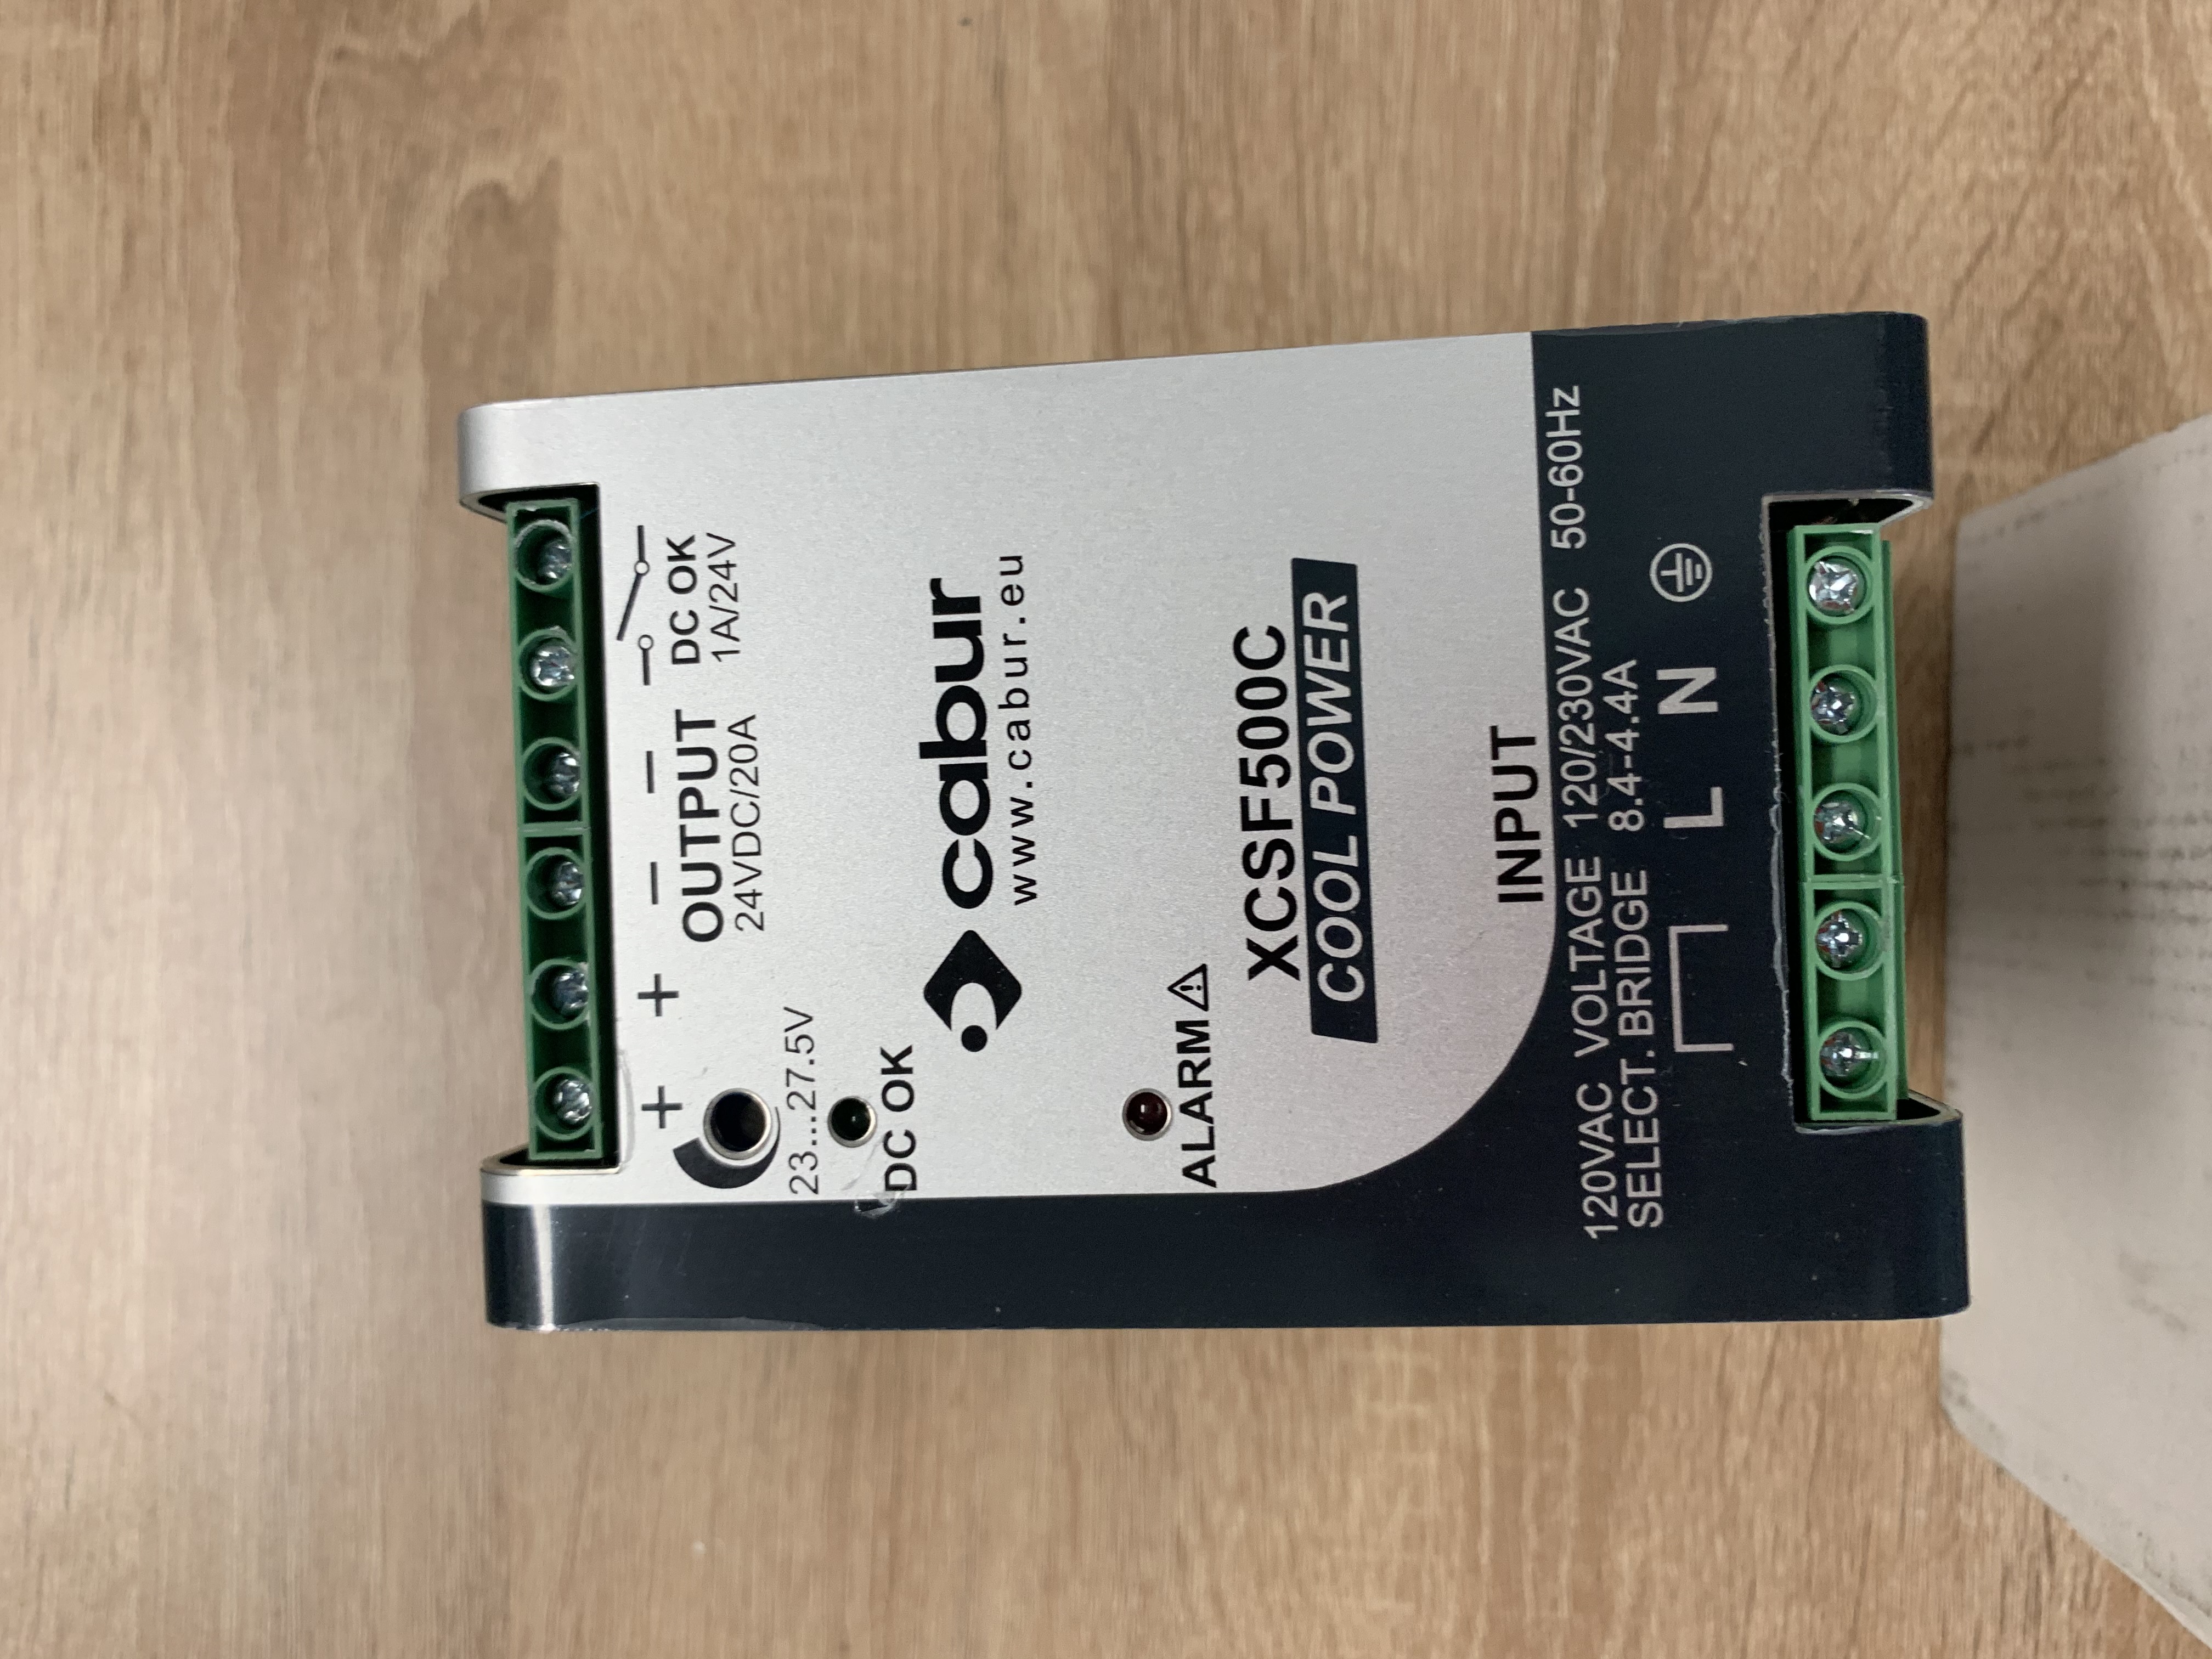 + + − −
OUTPUT
24VDC/20A
DC OK
1A/24V
23...27.5V
DC OK
cabur
www.cabur.eu
ALARM
XCSF500C
COOL POWER
INPUT
120VAC VOLTAGE 120/230VAC 50-60Hz
SELECT. BRIDGE 8.4-4.4A
L N